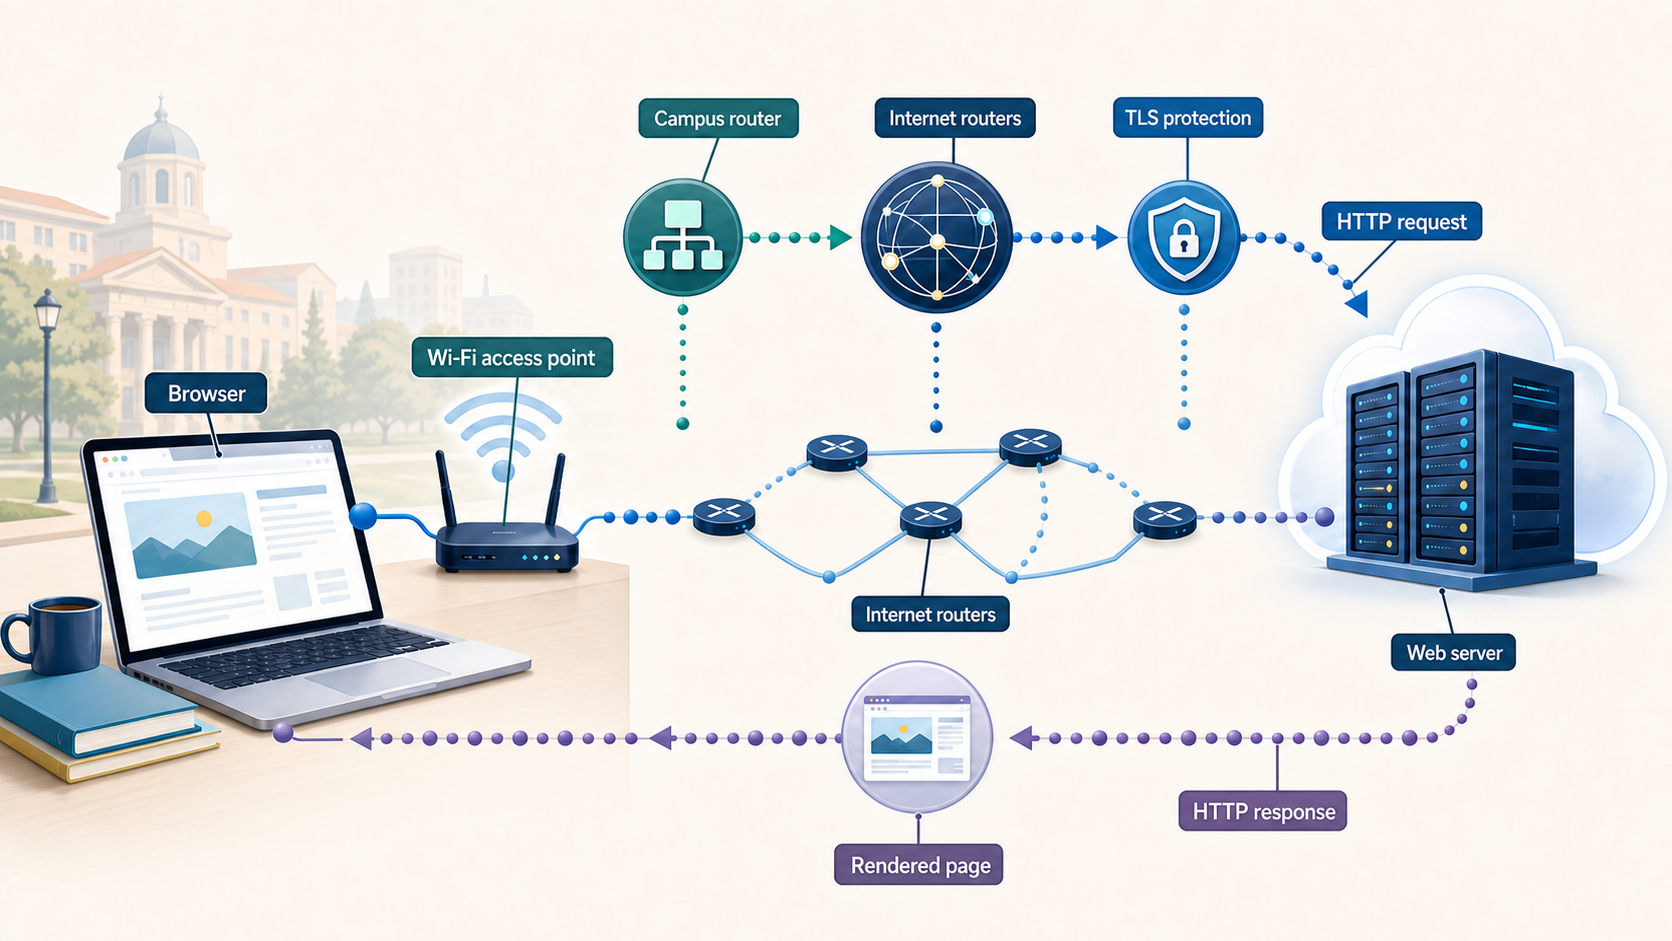 Campus router
Internet routers
TLS protection
HTTP request
Wi-Fi access point
Browser
Internet routers
Web server
HTTP response
Rendered page